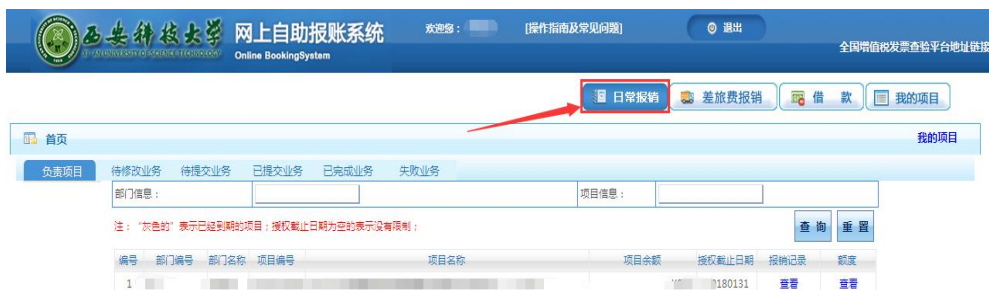 西安科技大学 网上自助报账系统 欢迎您： [操作指南及常见问题] 退出
XI'AN UNIVERSITY OF SCIENCE TECHNOLOGY Online BookingSystem
全国增值税发票查验平台地址链接
日常报销 差旅费报销 借 款 我的项目
首页 我的项目
负责项目 待修改业务 待提交业务 已提交业务 已完成业务 失败业务
部门信息： 项目信息：
注："灰色的"表示已经到期的项目；授权截止日期为空的表示没有限制；
查 询 重 置
编号 部门编号 部门名称 项目编号 项目名称 项目余额 授权截止日期 报销记录 额度
1 0180131 查看 查看